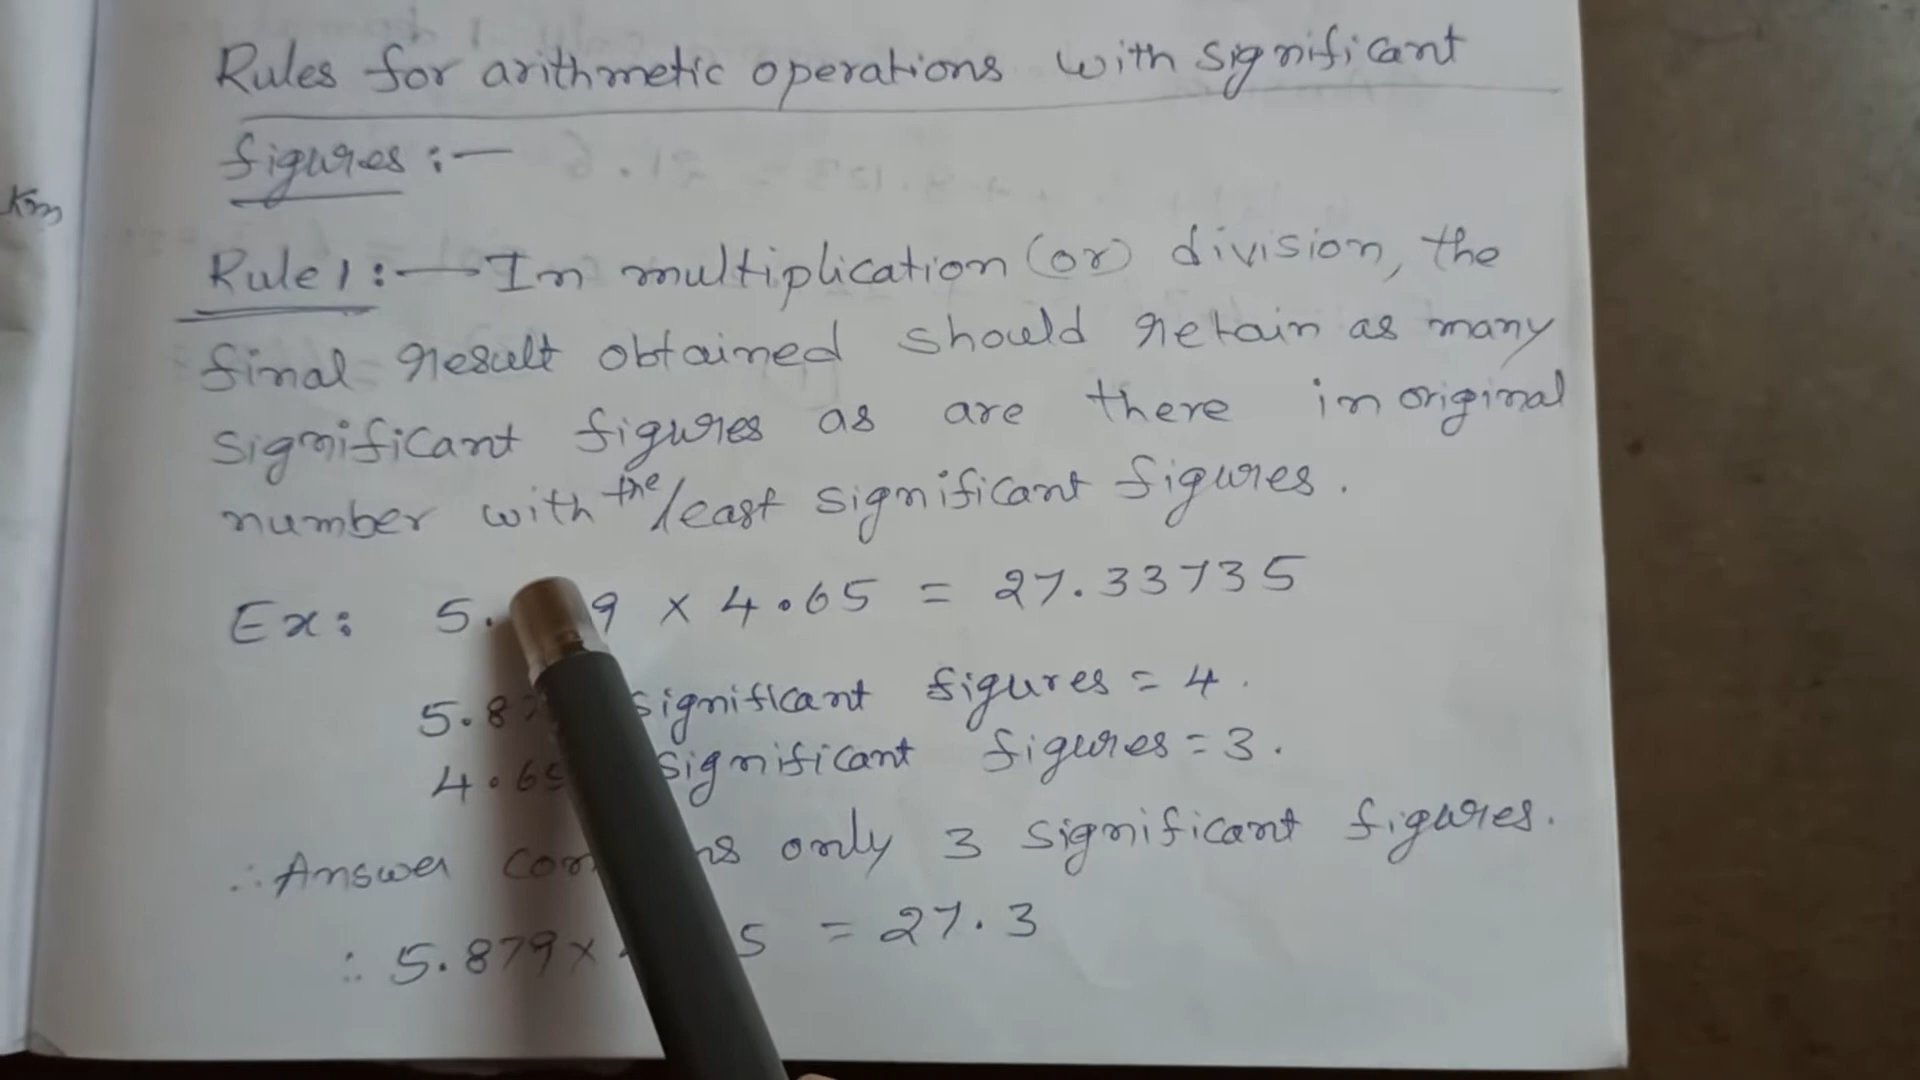 Rules for arithmetic operations with significant
figures :—
Rule 1 :— In multiplication (or) division, the
final result obtained should retain as many
significant figures as are there in original
number with the least significant figures.
Ex: 5. 9 × 4.65 = 27.33735
5.8 significant figures = 4.
4.65 significant figures = 3.
∴ Answer only 3 significant figures.
∴ 5.879 × 5 = 27.3
Km